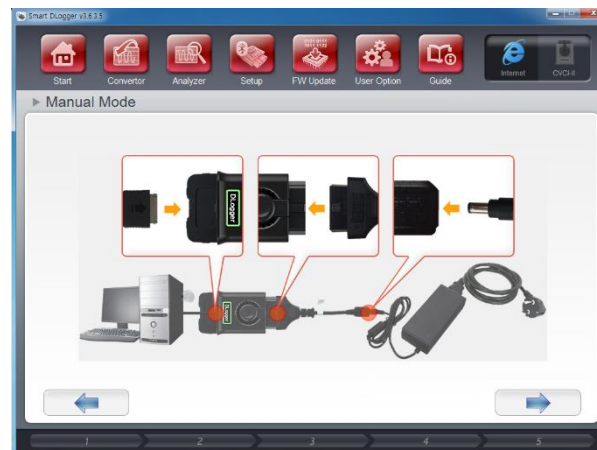 Smart DLogger v3.6.3.5
Start
Convertor
Analyzer
Setup
FW Update
User Option
Guide
Internet
CVCI-II
Manual Mode
DLogger
DLogger
1
2
3
4
5